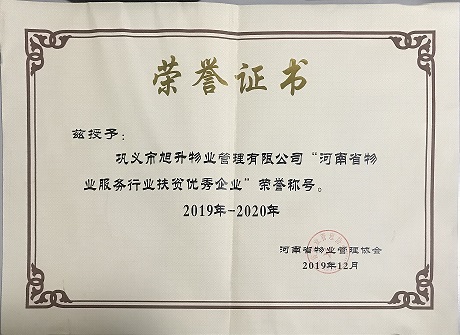 荣誉证书
兹授予：
巩义市旭升物业管理有限公司“河南省物
业服务行业扶贫优秀企业”荣誉称号。
2019年-2020年
河南省物业管理协会
2019年12月